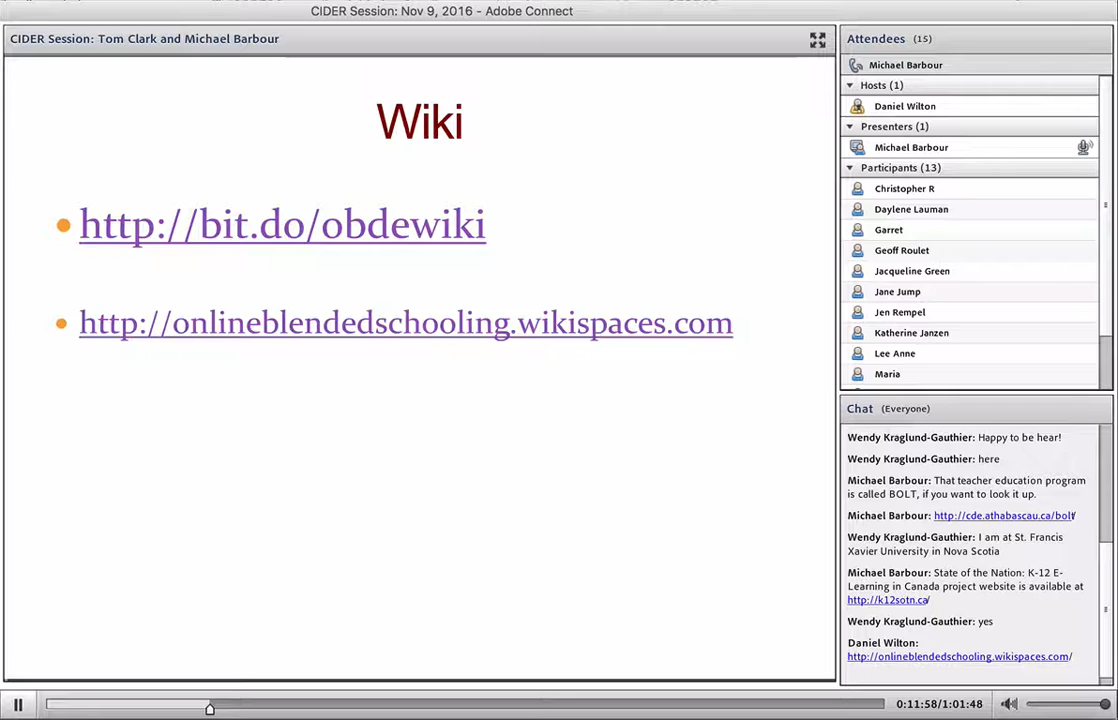 CIDER Session: Nov 9, 2016 - Adobe Connect
CIDER Session: Tom Clark and Michael Barbour
Wiki
http://bit.do/obdewiki
http://onlineblendedschooling.wikispaces.com
Attendees (15)
Michael Barbour
Hosts (1)
Daniel Wilton
Presenters (1)
Michael Barbour
Participants (13)
Christopher R
Daylene Lauman
Garret
Geoff Roulet
Jacqueline Green
Jane Jump
Jen Rempel
Katherine Janzen
Lee Anne
Maria
Chat (Everyone)
Wendy Kraglund-Gauthier: Happy to be hear!
Wendy Kraglund-Gauthier: here
Michael Barbour: That teacher education program
is called BOLT, if you want to look it up.
Michael Barbour: http://cde.athabascau.ca/bolt/
Wendy Kraglund-Gauthier: I am at St. Francis
Xavier University in Nova Scotia
Michael Barbour: State of the Nation: K-12 E-
Learning in Canada project website is available at
http://k12sotn.ca/
Wendy Kraglund-Gauthier: yes
Daniel Wilton:
http://onlineblendedschooling.wikispaces.com/
0:11:58/1:01:48